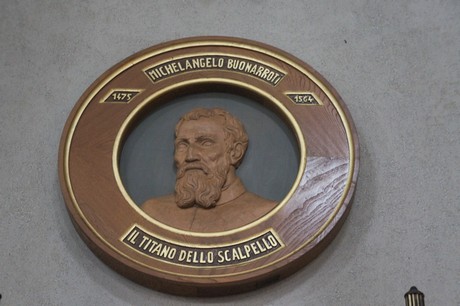 MICHELANGELO BUONARROTI
1475
1564
IL TITANO DELLO SCALPELLO